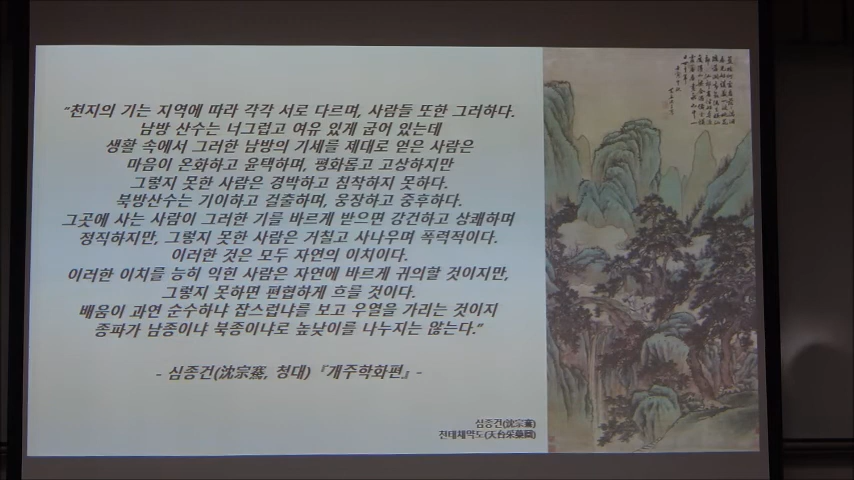 “천지의 기는 지역에 따라 각각 서로 다르며, 사람들 또한 그러하다.
남방 산수는 너그럽고 여유 있게 굽어 있는데
생활 속에서 그러한 남방의 기세를 제대로 얻은 사람은
마음이 온화하고 윤택하며, 평화롭고 고상하지만
그렇지 못한 사람은 경박하고 침착하지 못하다.
북방산수는 기이하고 걸출하며, 웅장하고 중후하다.
그곳에 사는 사람이 그러한 기를 바르게 받으면 강건하고 상쾌하며
정직하지만, 그렇지 못한 사람은 거칠고 사나우며 폭력적이다.
이러한 것은 모두 자연의 이치이다.
이러한 이치를 능히 익힌 사람은 자연에 바르게 귀의할 것이지만,
그렇지 못하면 편협하게 흐를 것이다.
배움이 과연 순수하냐 잡스럽냐를 보고 우열을 가리는 것이지
종파가 남종이냐 북종이냐로 높낮이를 나누지는 않는다.”
- 심종건(沈宗騫, 청대) 『개주학화편』-
심종건(沈宗騫)
천태채약도(天台采藥圖)